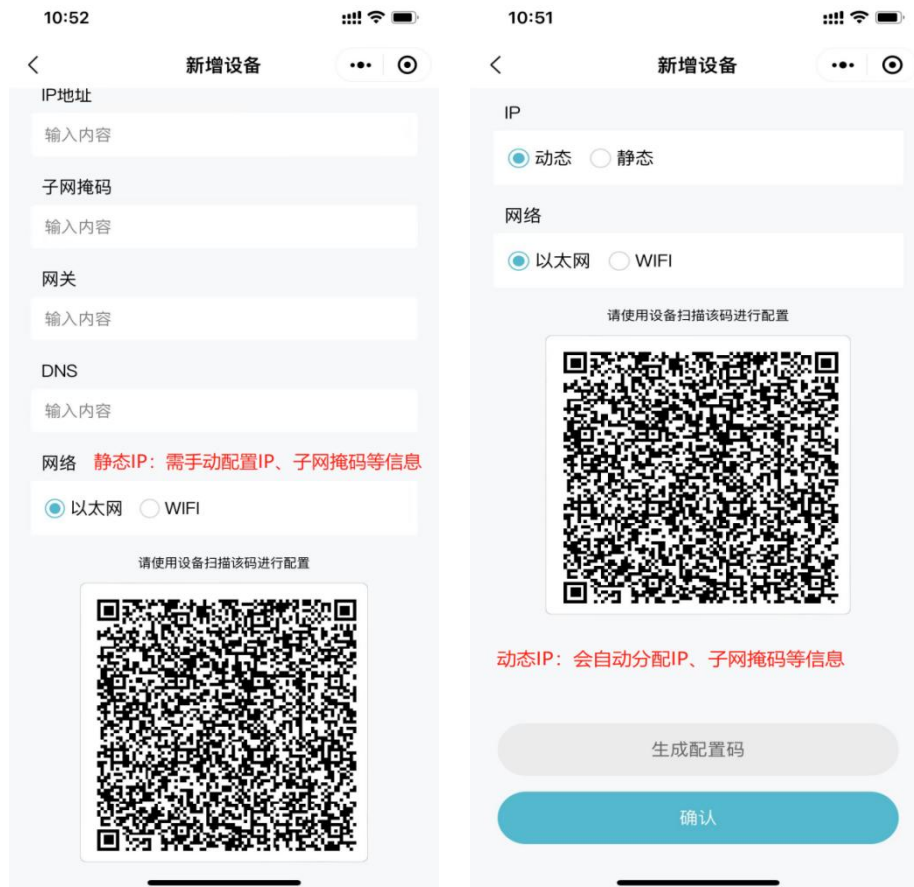 10:52
新增设备
IP地址
输入内容
子网掩码
输入内容
网关
输入内容
DNS
输入内容
网络 静态IP：需手动配置IP、子网掩码等信息
以太网 WIFI
请使用设备扫描该码进行配置
10:51
新增设备
IP
动态 静态
网络
以太网 WIFI
请使用设备扫描该码进行配置
动态IP：会自动分配IP、子网掩码等信息
生成配置码
确认